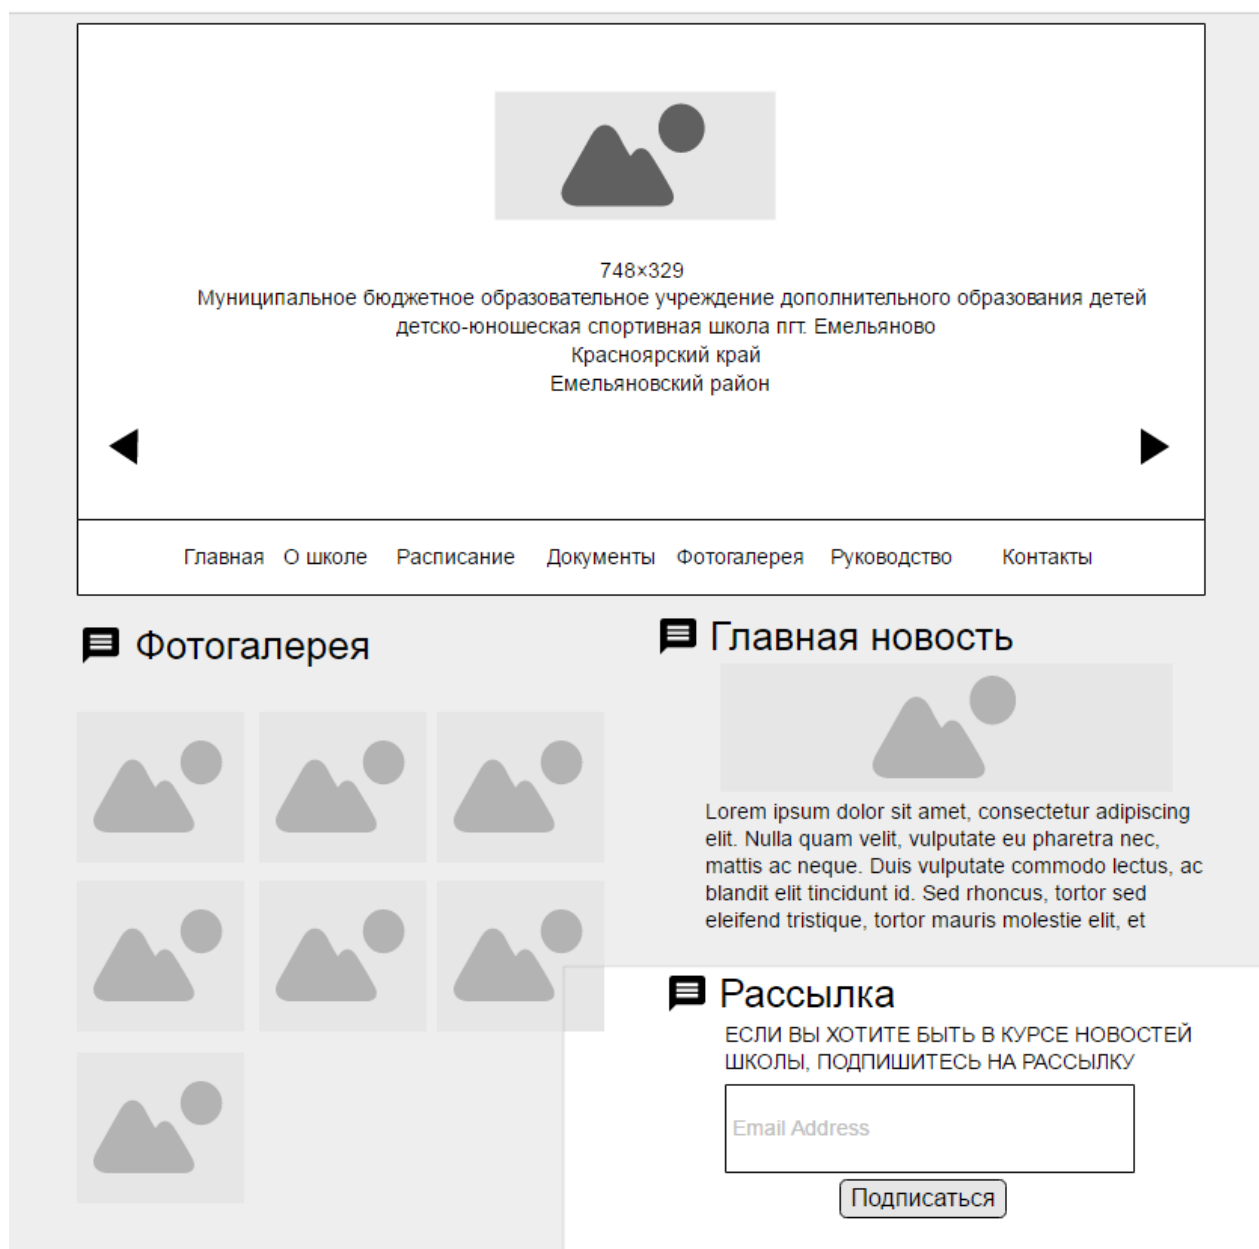 748×329
Муниципальное бюджетное образовательное учреждение дополнительного образования детей
детско-юношеская спортивная школа пгт. Емельяново
Красноярский край
Емельяновский район
Главная О школе Расписание Документы Фотогалерея Руководство Контакты
Фотогалерея
Главная новость
Lorem ipsum dolor sit amet, consectetur adipiscing
elit. Nulla quam velit, vulputate eu pharetra nec,
mattis ac neque. Duis vulputate commodo lectus, ac
blandit elit tincidunt id. Sed rhoncus, tortor sed
eleifend tristique, tortor mauris molestie elit, et
Рассылка
ЕСЛИ ВЫ ХОТИТЕ БЫТЬ В КУРСЕ НОВОСТЕЙ
ШКОЛЫ, ПОДПИШИТЕСЬ НА РАССЫЛКУ
Email Address
Подписаться